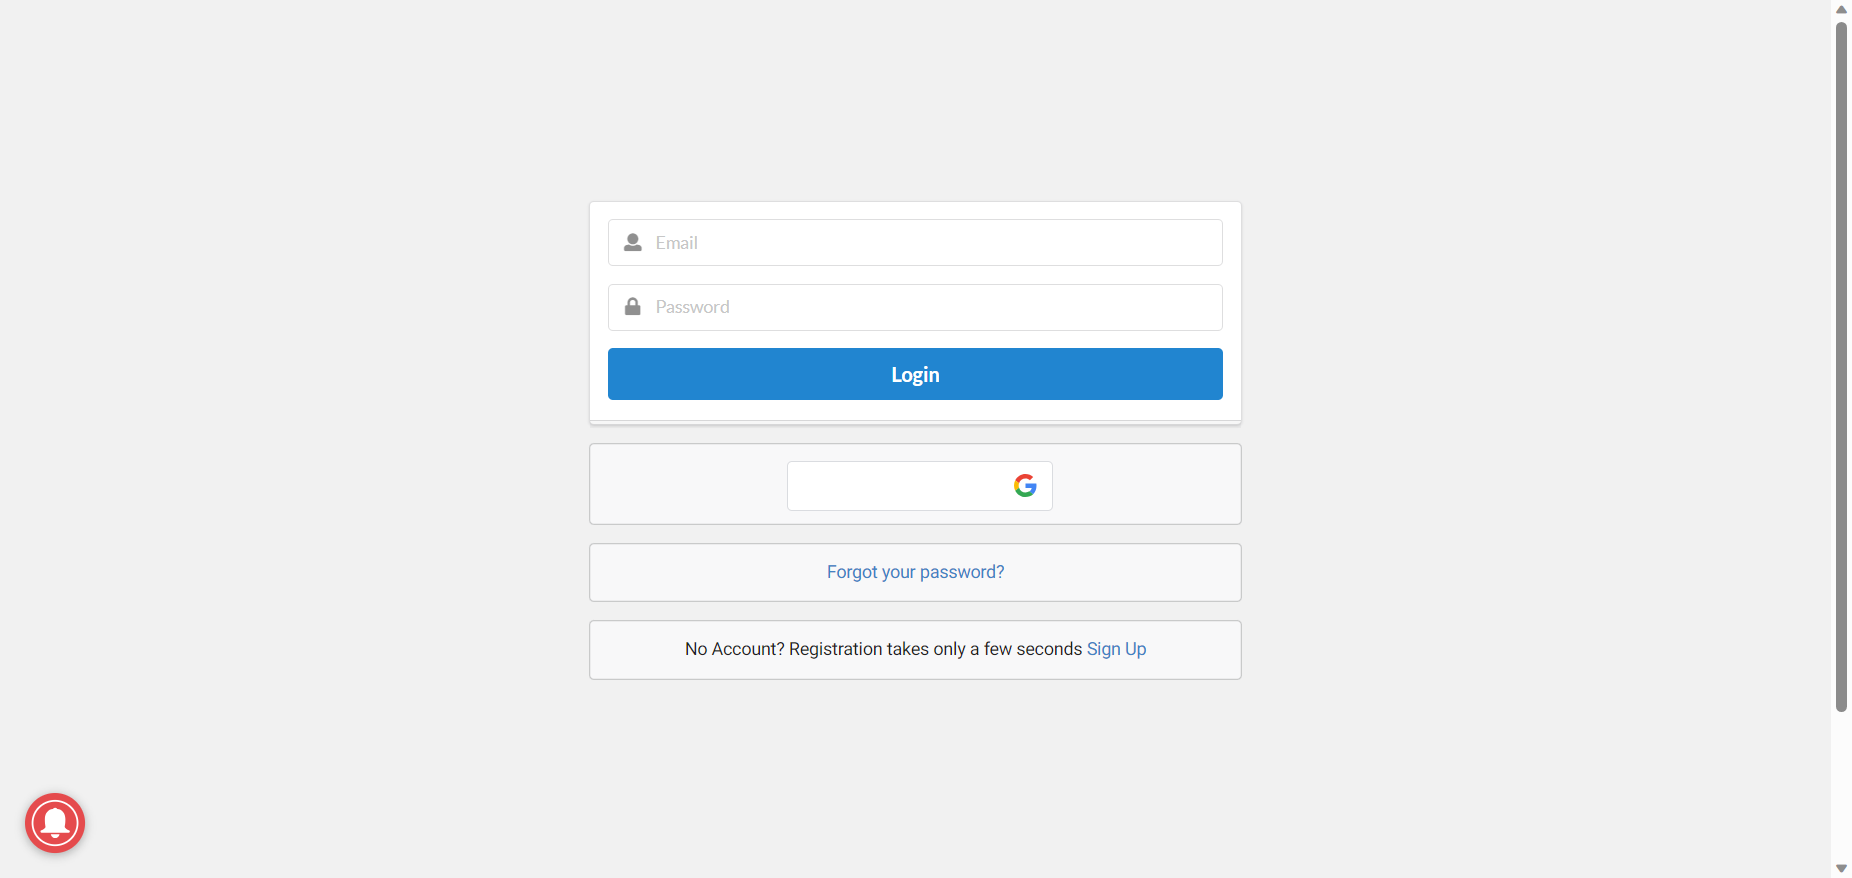 Email
Password
Login
Forgot your password?
No Account? Registration takes only a few seconds Sign Up